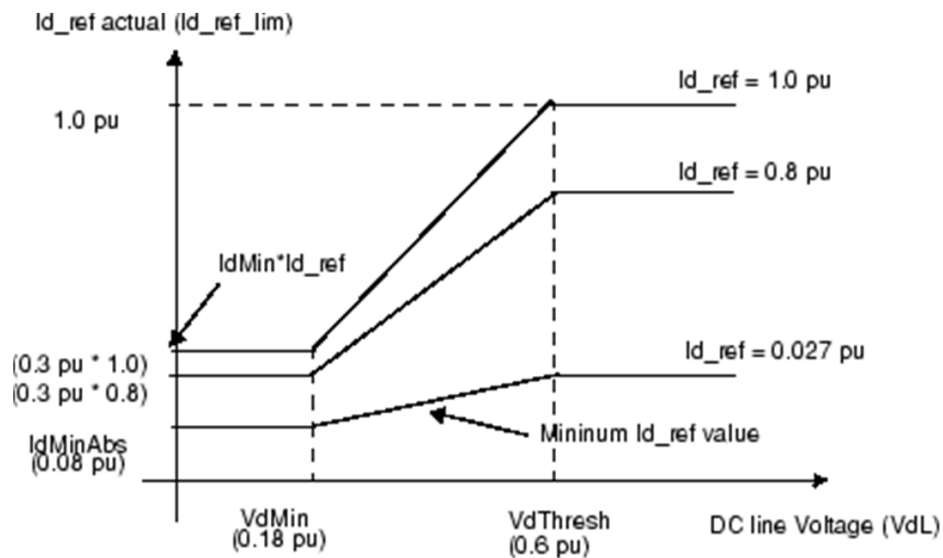 Id_ref actual (Id_ref_lim)
1.0 pu
Id_ref = 1.0 pu
Id_ref = 0.8 pu
IdMin*Id_ref
(0.3 pu * 1.0)
(0.3 pu * 0.8)
Id_ref = 0.027 pu
Mininum Id_ref value
IdMinAbs
(0.08 pu)
VdMin
(0.18 pu)
VdThresh
(0.6 pu)
DC line Voltage (VdL)